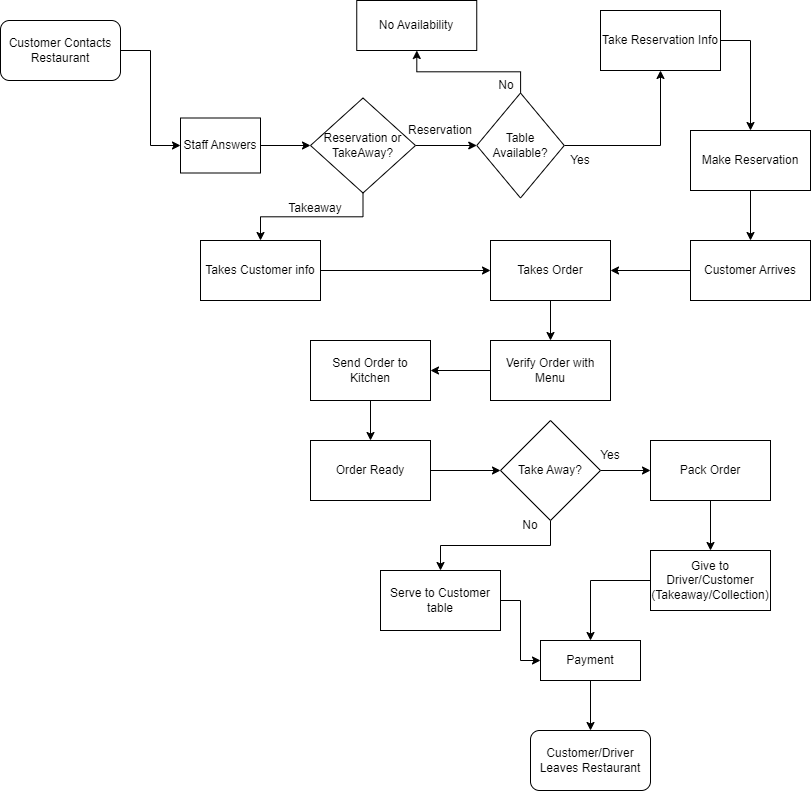 No Availability
Customer Contacts
Restaurant
Take Reservation Info
No
Reservation
Reservation or
TakeAway?
Table
Available?
Staff Answers
Yes
Make Reservation
Takeaway
Takes Customer info
Takes Order
Customer Arrives
Send Order to
Kitchen
Verify Order with
Menu
Order Ready
Take Away?
Yes
Pack Order
No
Give to
Driver/Customer
(Takeaway/Collection)
Serve to Customer
table
Payment
Customer/Driver
Leaves Restaurant